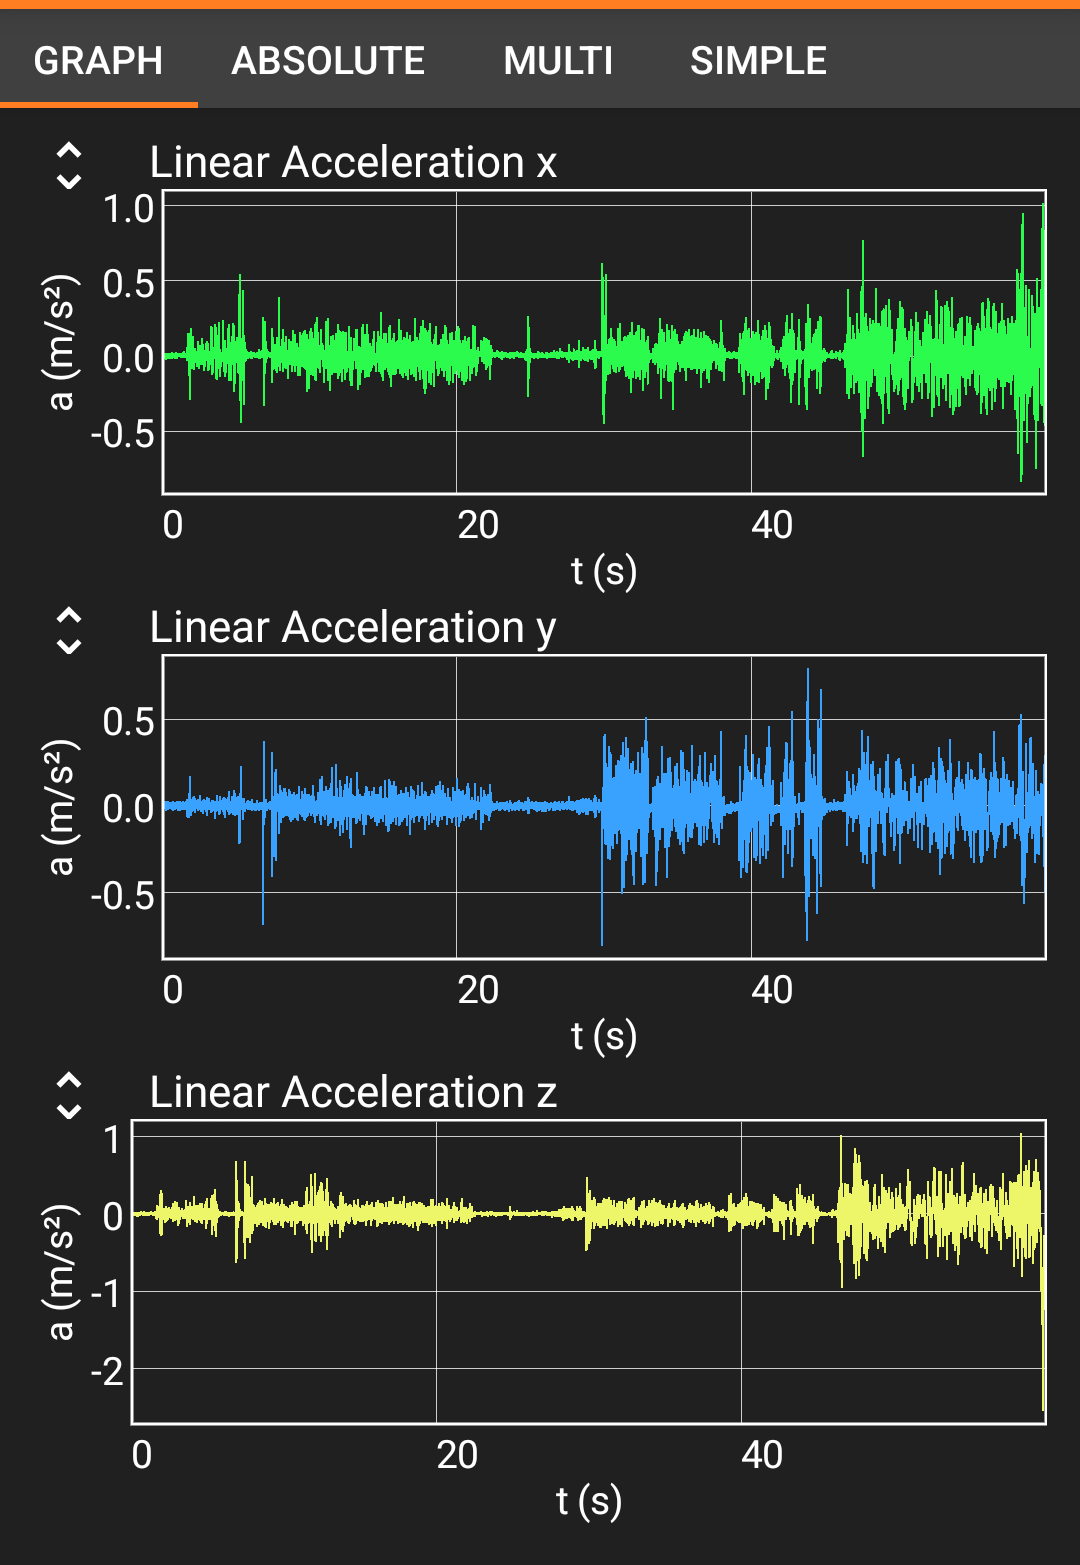 GRAPH ABSOLUTE MULTI SIMPLE
Linear Acceleration x
1.0
0.5
0.0
-0.5
a (m/s²)
0 20 40
t (s)
Linear Acceleration y
0.5
0.0
-0.5
a (m/s²)
0 20 40
t (s)
Linear Acceleration z
1
0
-1
-2
a (m/s²)
0 20 40
t (s)